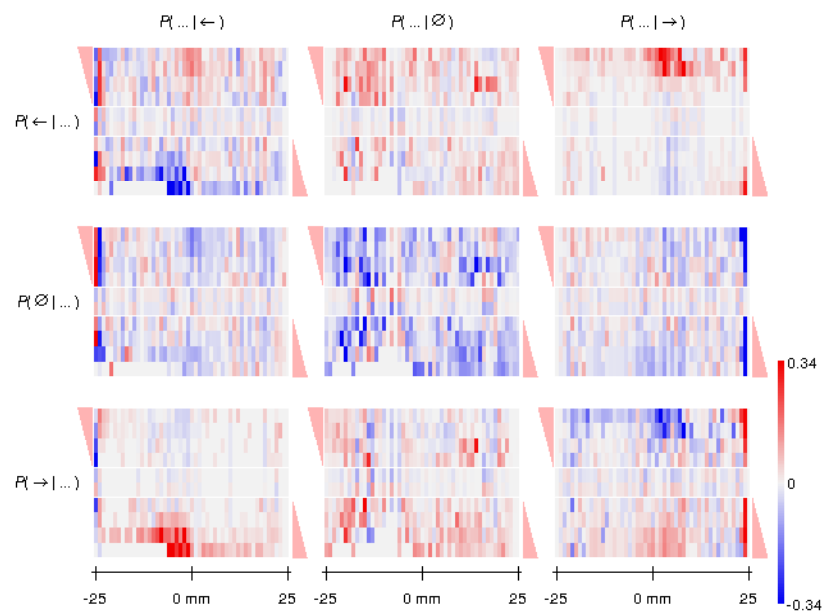 P( ... | ← ) P( ... | ∅ ) P( ... | → )
P( ← | ... )
P( ∅ | ... )
0.34
P( → | ... )
0
-25 0 mm 25 -25 0 mm 25 -25 0 mm 25
-0.34